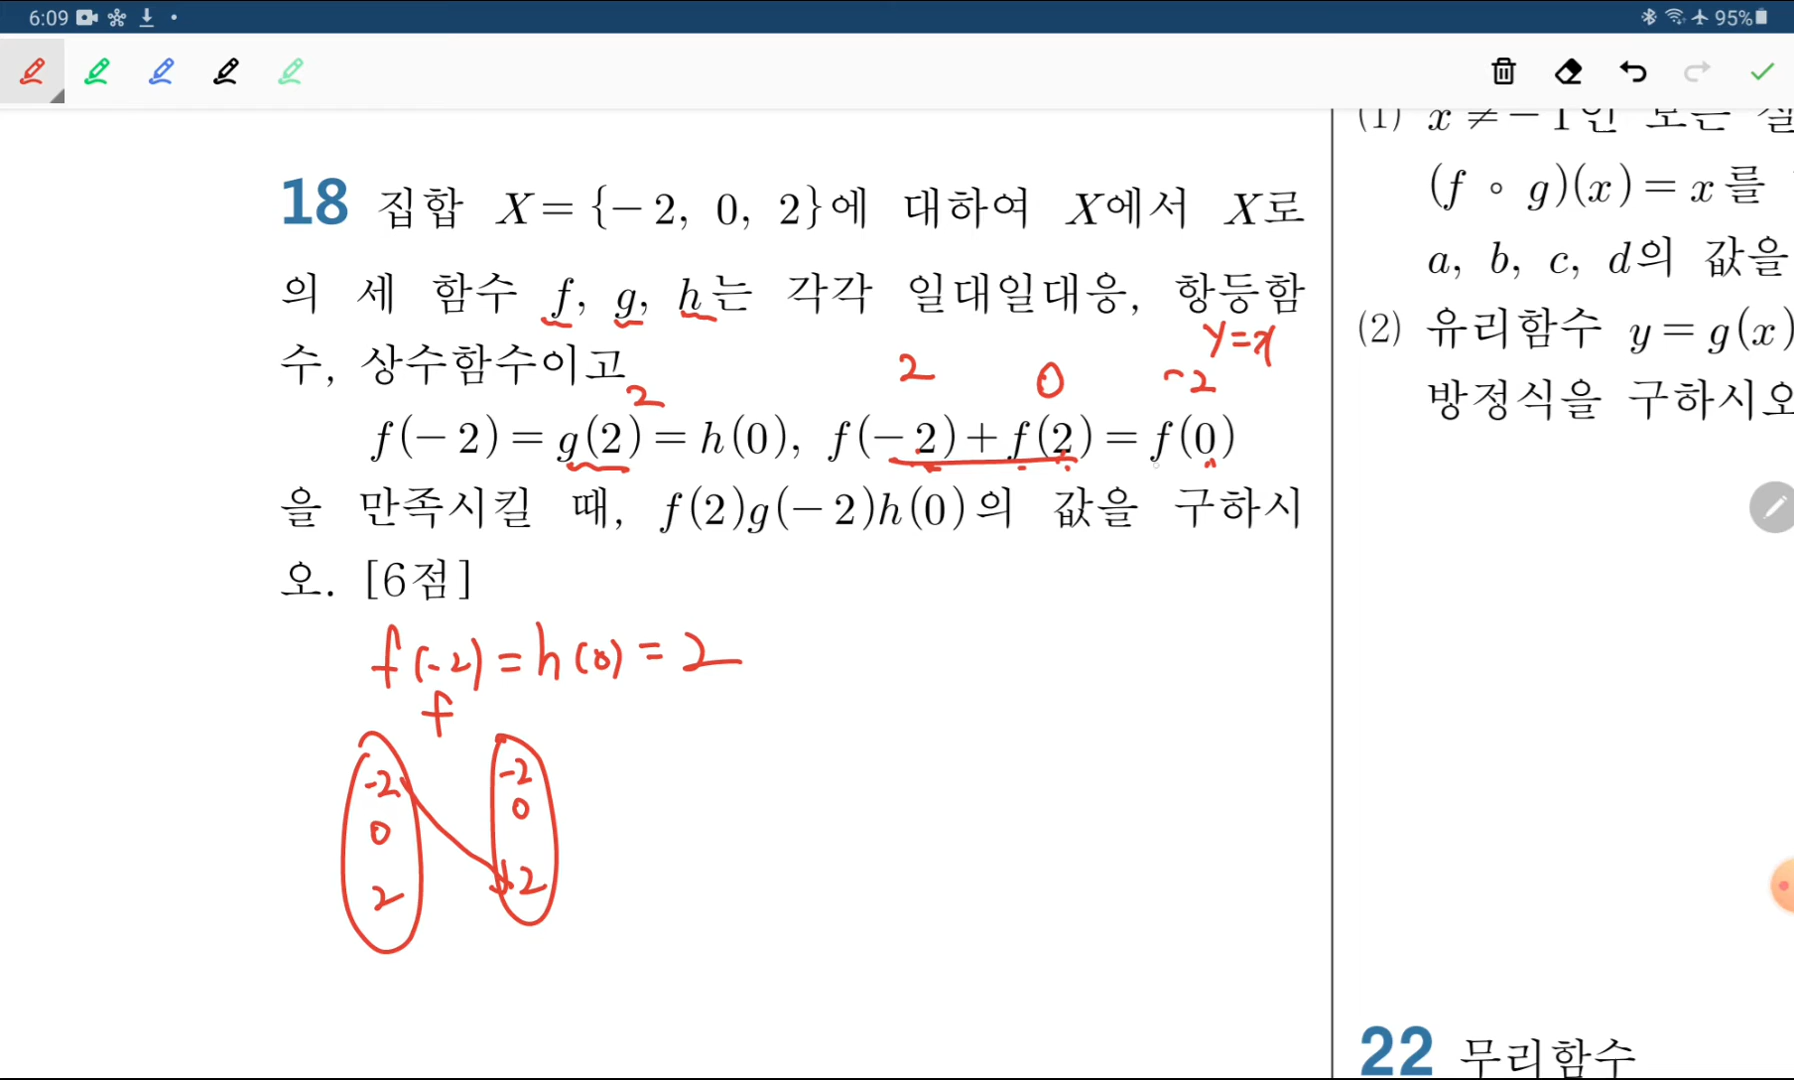 6:09
95%
18 집합 X={-2, 0, 2}에 대하여 X에서 X로
의 세 함수 f, g, h는 각각 일대일대응, 항등함
y=x
수, 상수함수이고
2
2
0
-2
f(-2)=g(2)=h(0), f(-2)+f(2)=f(0)
을 만족시킬 때, f(2)g(-2)h(0)의 값을 구하시
오. [6점]
f(-2)=h(0)=2
f
-2
0
2
-2
0
2
(1) x≠-1인 모든
(f∘g)(x)=x를
a, b, c, d의 값을
(2) 유리함수 y=g(x)
방정식을 구하시오
22 무리함수